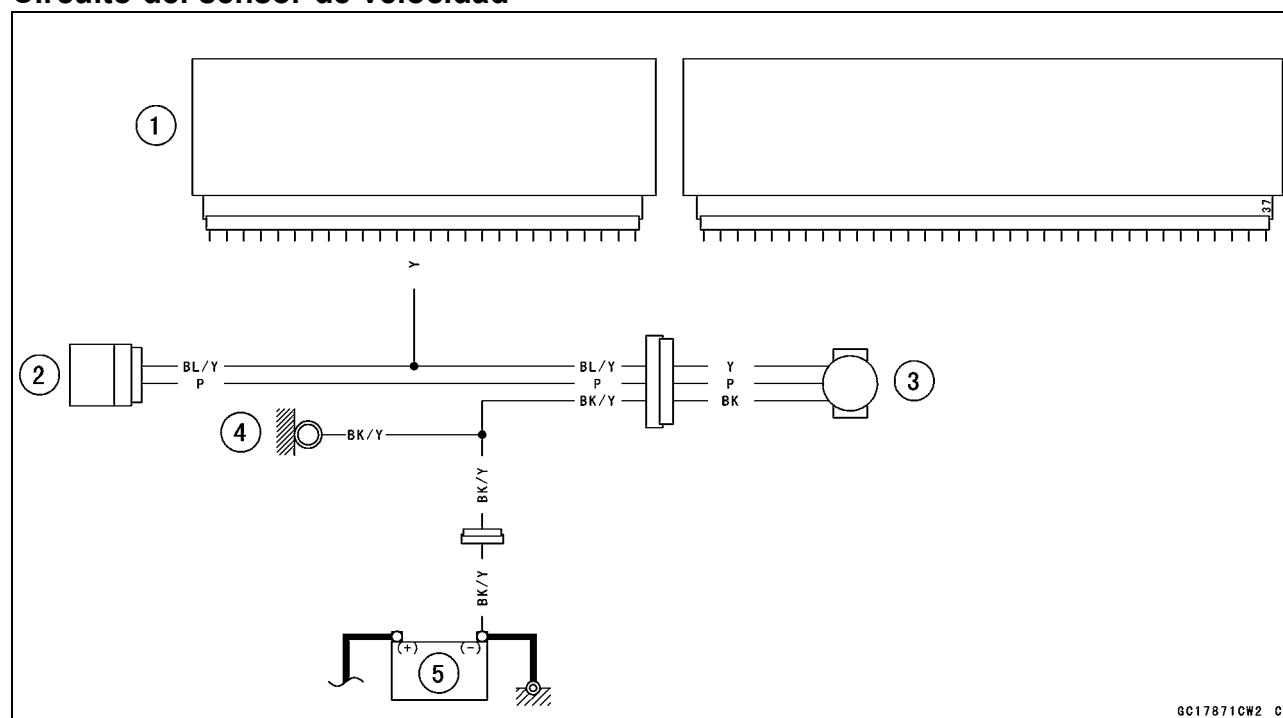 Circuito del sensor de velocidad
1
37
Y
2
BL/Y
BL/Y
Y
P
P
P
BK/Y
BK
3
4
BK/Y
BK/Y
BK/Y
(+)
(-)
5
GC17871CW2 C